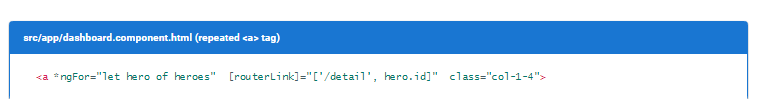 src/app/dashboard.component.html (repeated <a> tag)
<a *ngFor="let hero of heroes"  [routerLink]="['/detail', hero.id]"  class="col-1-4">